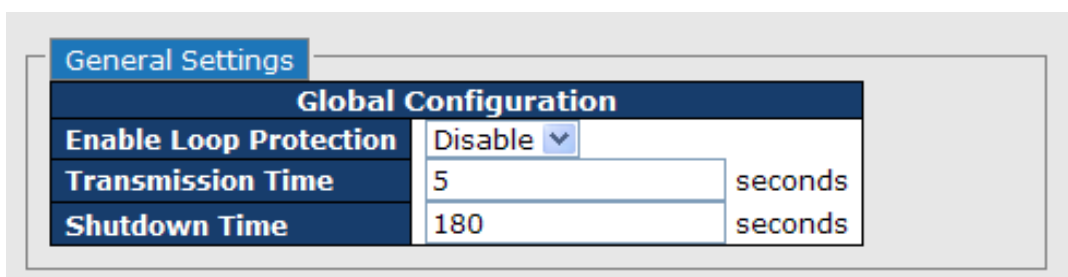 General Settings
Global Configuration
Enable Loop Protection Disable
Transmission Time 5 seconds
Shutdown Time 180 seconds